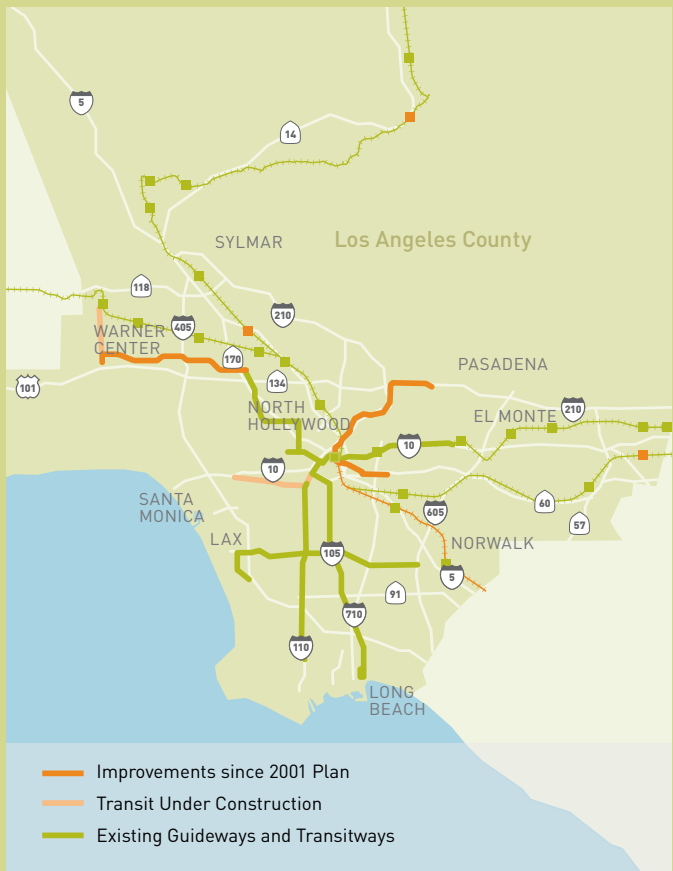 5
14
SYLMAR
Los Angeles County
118
210
405
WARNER
CENTER
170
PASADENA
134
101
NORTH
HOLLYWOOD
EL MONTE
210
10
10
SANTA
MONICA
60
605
57
LAX
NORWALK
105
5
91
710
110
LONG
BEACH
Improvements since 2001 Plan
Transit Under Construction
Existing Guideways and Transitways